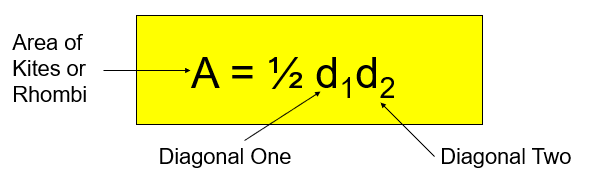 Area of
Kites or
Rhombi
A = ½ d₁d₂
Diagonal One
Diagonal Two